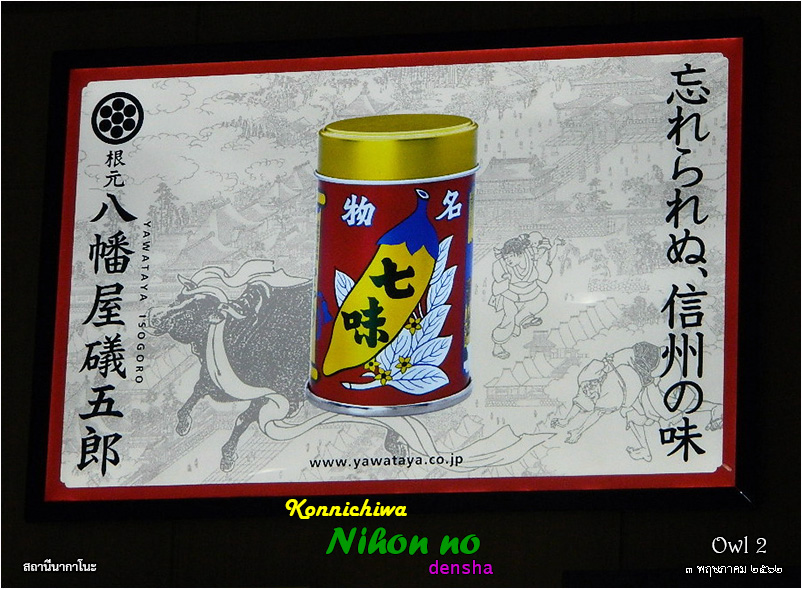 忘れられぬ、信州の味
名物
七味
根元
八幡屋礒五郎
YAWATAYA ISOGORO
www.yawataya.co.jp
Konnichiwa
Nihon no
densha
สถานีนากาโนะ
Owl 2
๓ พฤษภาคม ๒๕๖๒